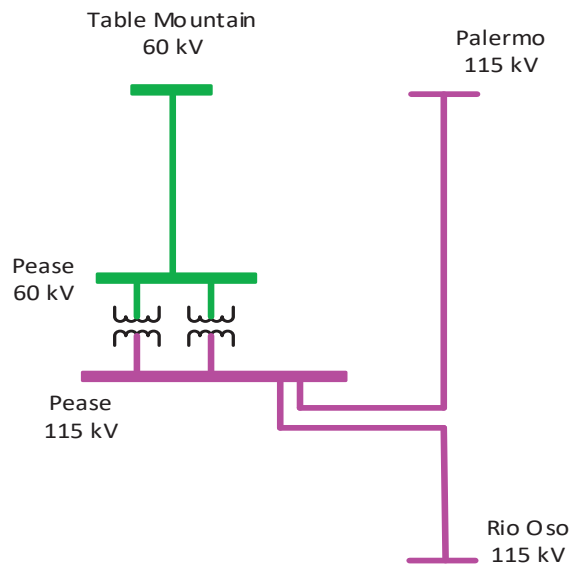 Table Mountain
60 kV
Palermo
115 kV
Pease
60 kV
Pease
115 kV
Rio Oso
115 kV